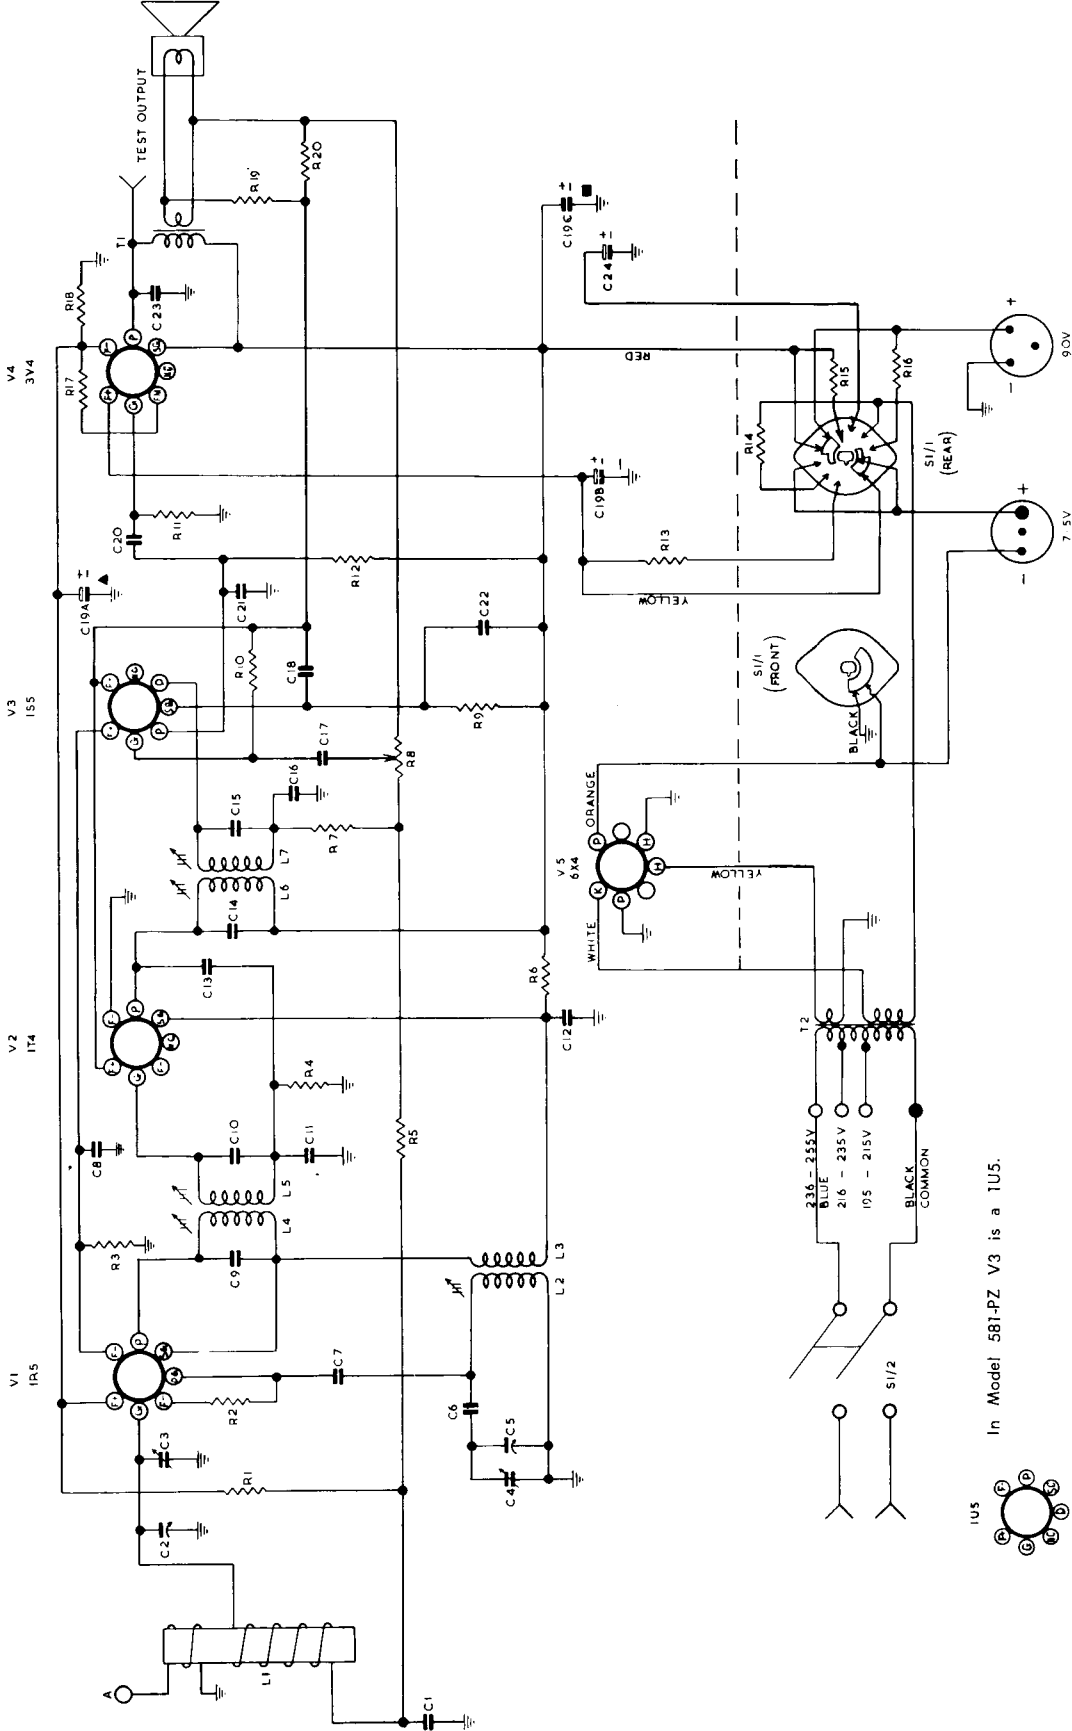 V1
1R5
V2
1T4
V3
1S5
V4
3V4
TEST OUTPUT
A
L1
C1
C2
R1
C3
R2
G
F+
F-
P
F-
R3
C8
C9
L4
L5
C10
C11
R4
C7
C6
C5
C4
L2
L3
G
F+
F-
P
F-
C13
C14
L6
L7
C15
C16
R7
R5
R6
C12
G
F+
F-
P
D
C17
R8
R10
C18
C21
R9
C22
C19A
+
-
C20
R11
R12
G
F+
F-
P
R17
R18
C23
T1
R19
R20
C19B
+
-
C19C
+
-
C24
+
-
RED
YELLOW
R13
V5
6X4
K
P
P
H
H
WHITE
ORANGE
YELLOW
T2
236 - 255V
BLUE
216 - 235V
195 - 215V
BLACK
COMMON
S1/2
BLACK
S1/1
(FRONT)
S1/1
(REAR)
R14
R15
R16
-
+
7.5V
-
+
90V
1U5
G
P
D
In Model 581-PZ V3 is a 1U5.